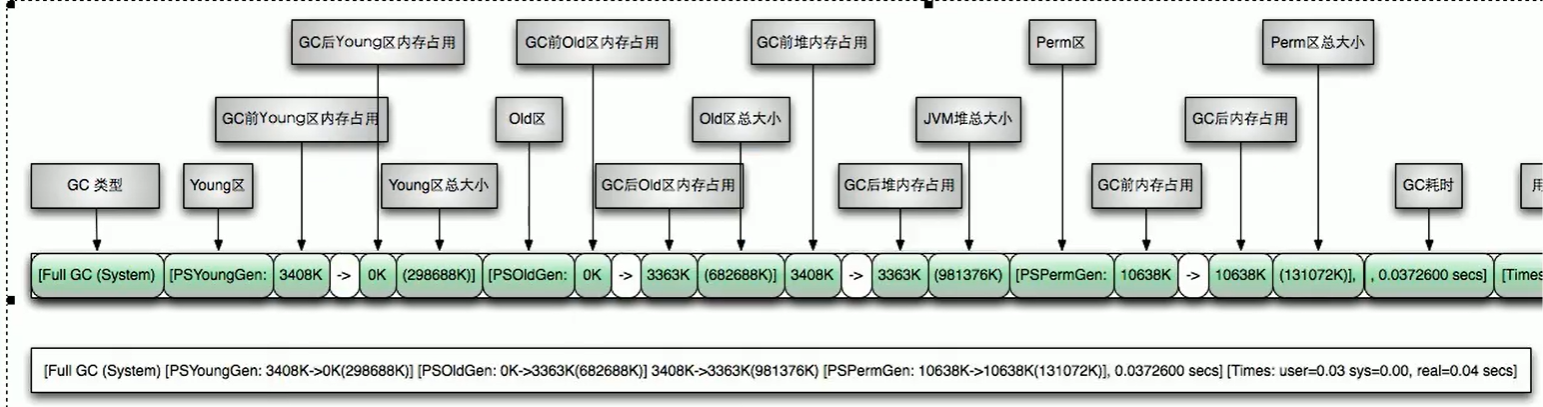 GC后Young区内存占用 GC前Old区内存占用 GC前堆内存占用 Perm区 Perm区总大小
GC前Young区内存占用 Old区 Old区总大小 JVM堆总大小 GC后内存占用
GC 类型 Young区 Young区总大小 GC后Old区内存占用 GC后堆内存占用 GC前内存占用 GC耗时
[Full GC (System) [PSYoungGen: 3408K -> 0K (298688K)] [PSOldGen: 0K -> 3363K (682688K)] 3408K -> 3363K (981376K) [PSPermGen: 10638K -> 10638K (131072K)], , 0.0372600 secs] [Times
[Full GC (System) [PSYoungGen: 3408K->0K(298688K)] [PSOldGen: 0K->3363K(682688K)] 3408K->3363K(981376K) [PSPermGen: 10638K->10638K(131072K)], 0.0372600 secs] [Times: user=0.03 sys=0.00, real=0.04 secs]